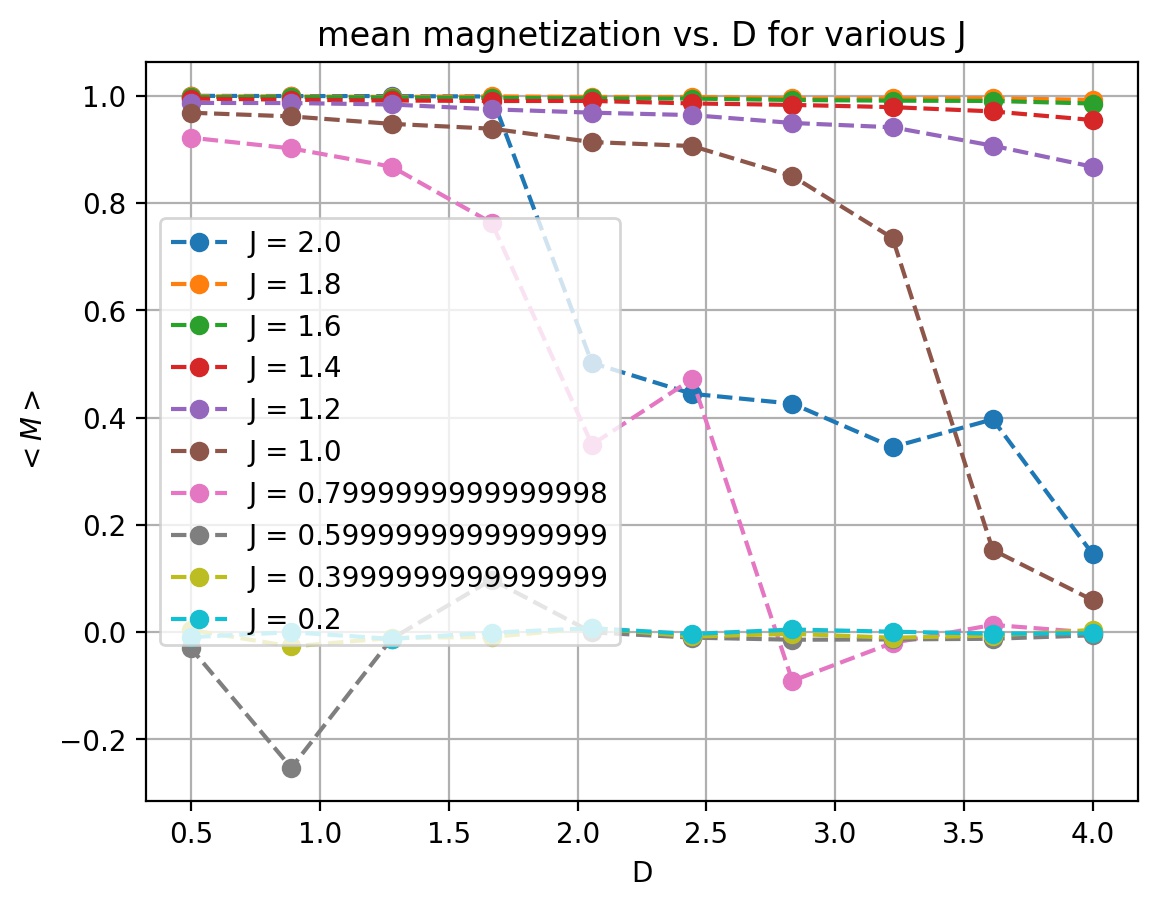 mean magnetization vs. D for various J
1.0
0.8
0.6
0.4
0.2
0.0
−0.2
< M >
J = 2.0
J = 1.8
J = 1.6
J = 1.4
J = 1.2
J = 1.0
J = 0.7999999999999998
J = 0.5999999999999999
J = 0.3999999999999999
J = 0.2
0.5 1.0 1.5 2.0 2.5 3.0 3.5 4.0
D